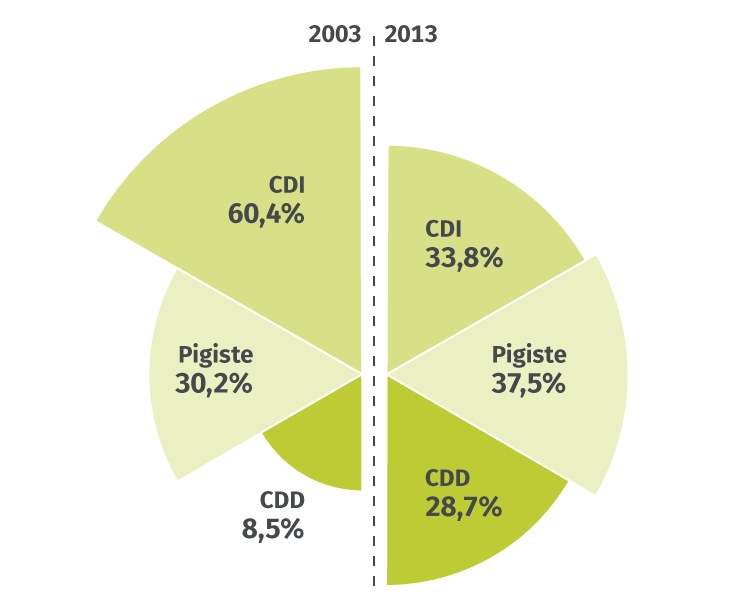 2003
2013
CDI
60,4%
Pigiste
30,2%
CDD
8,5%
CDI
33,8%
Pigiste
37,5%
CDD
28,7%